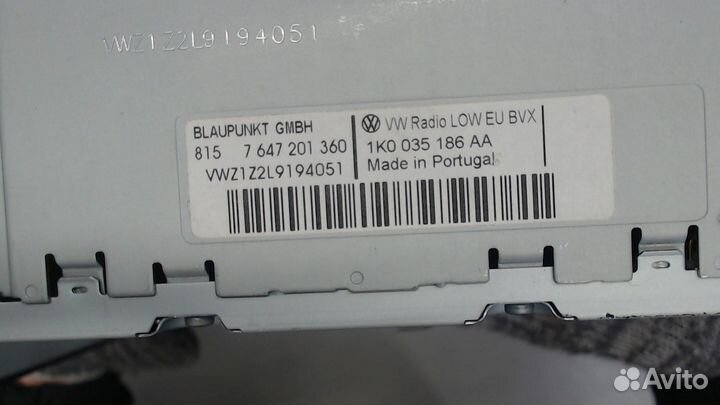 VWZ1Z2L9194051
BLAUPUNKT GMBH
815 7 647 201 360
VWZ1Z2L9194051
VW Radio LOW EU BVX
1K0 035 186 AA
Made in Portugal
Avito